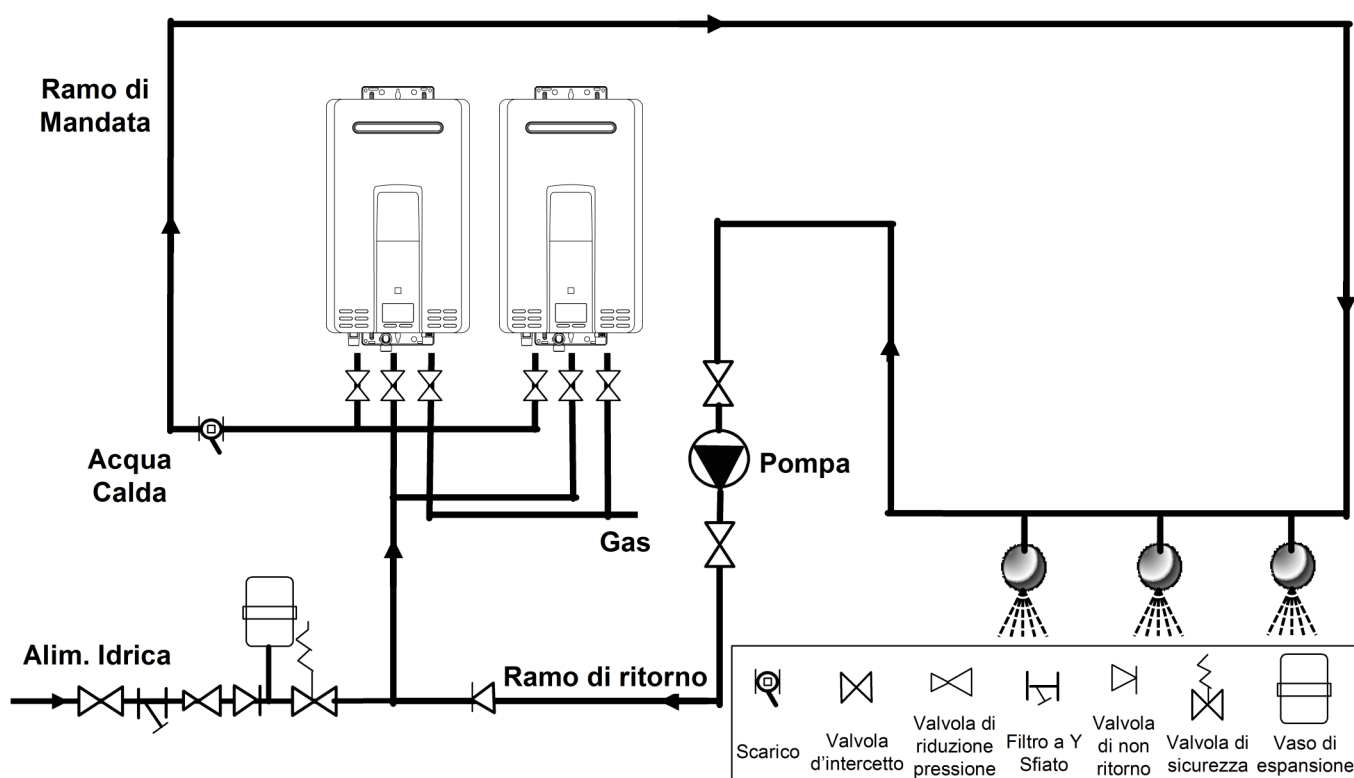 Ramo di
Mandata
Acqua
Calda
Pompa
Gas
Alim. Idrica
Ramo di ritorno
Scarico
Valvola
d'intercetto
Valvola di
riduzione
pressione
Filtro a Y
Sfiato
Valvola
di non
ritorno
Valvola di
sicurezza
Vaso di
espansione